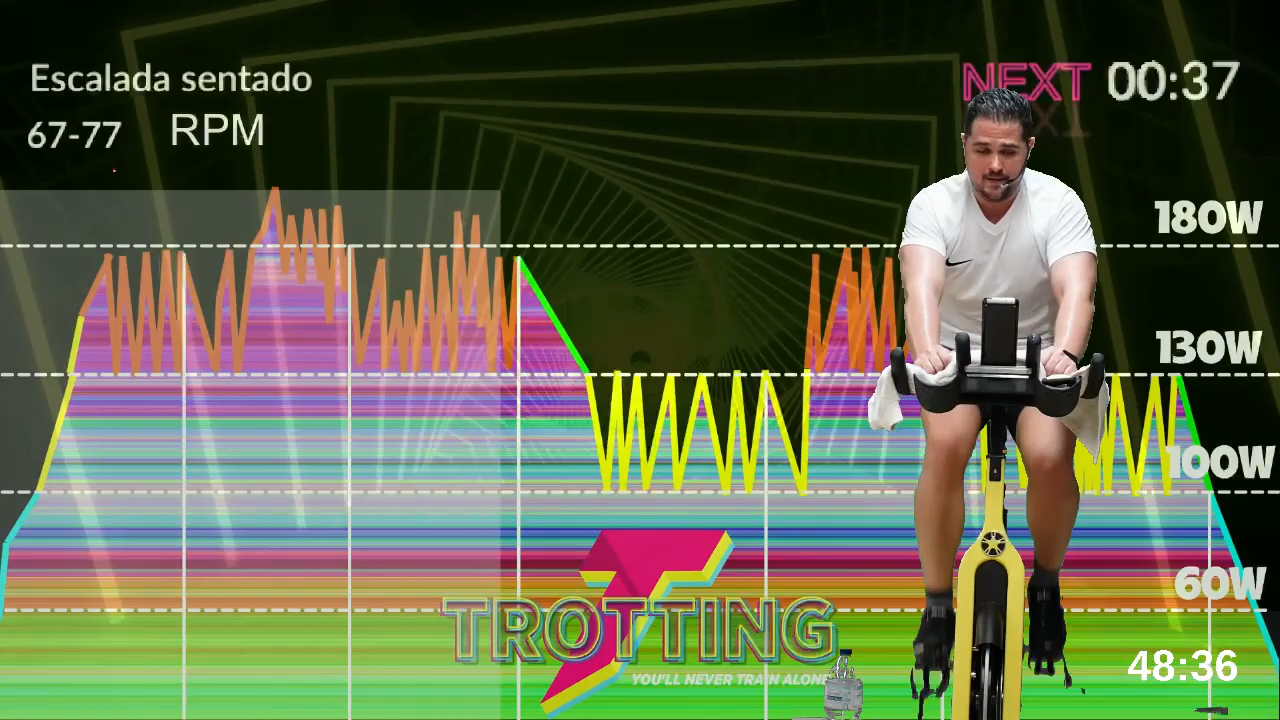 Escalada sentado
67-77 RPM
NEXT 00:37
180W
130W
100W
60W
TROTTING
YOU'LL NEVER TRAIN ALONE
48:36